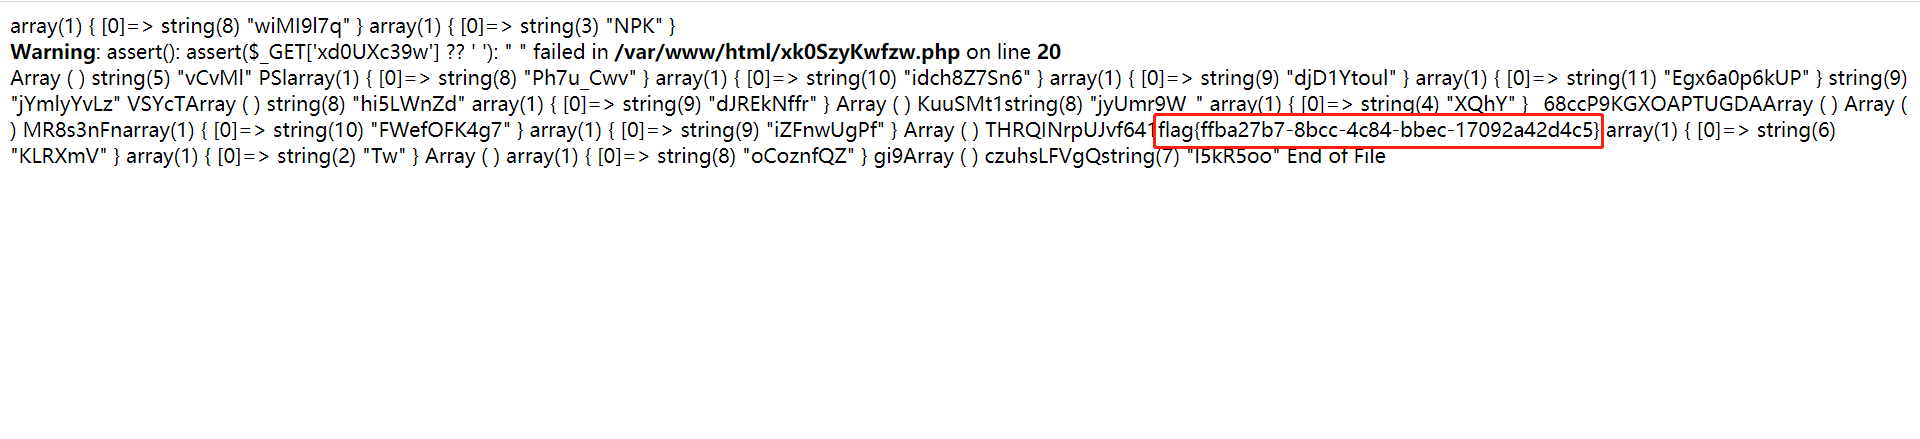 array(1) { [0]=> string(8) "wiMI9l7q" } array(1) { [0]=> string(3) "NPK" }
Warning: assert(): assert($_GET['xd0UXc39w'] ?? ' '): " " failed in /var/www/html/xk0SzyKwfzw.php on line 20
Array ( ) string(5) "vCvMl" PSlarray(1) { [0]=> string(8) "Ph7u_Cwv" } array(1) { [0]=> string(10) "idch8Z7Sn6" } array(1) { [0]=> string(9) "djD1Ytoul" } array(1) { [0]=> string(11) "Egx6a0p6kUP" } string(9)
"jYmlyYvLz" VSYcTArray ( ) string(8) "hi5LWnZd" array(1) { [0]=> string(9) "dJREkNffr" } Array ( ) KuuSMt1string(8) "jyUmr9W_" array(1) { [0]=> string(4) "XQhY" } _68ccP9KGXOAPTUGDAArray ( ) Array (
) MR8s3nFnarray(1) { [0]=> string(10) "FWefOFK4g7" } array(1) { [0]=> string(9) "iZFnwUgPf" } Array ( ) THRQINrpUJvf641flag{ffba27b7-8bcc-4c84-bbec-17092a42d4c5} array(1) { [0]=> string(6)
"KLRXmV" } array(1) { [0]=> string(2) "Tw" } Array ( ) array(1) { [0]=> string(8) "oCoznfQZ" } gi9Array ( ) czuhsLFVgQstring(7) "I5kR5oo" End of File